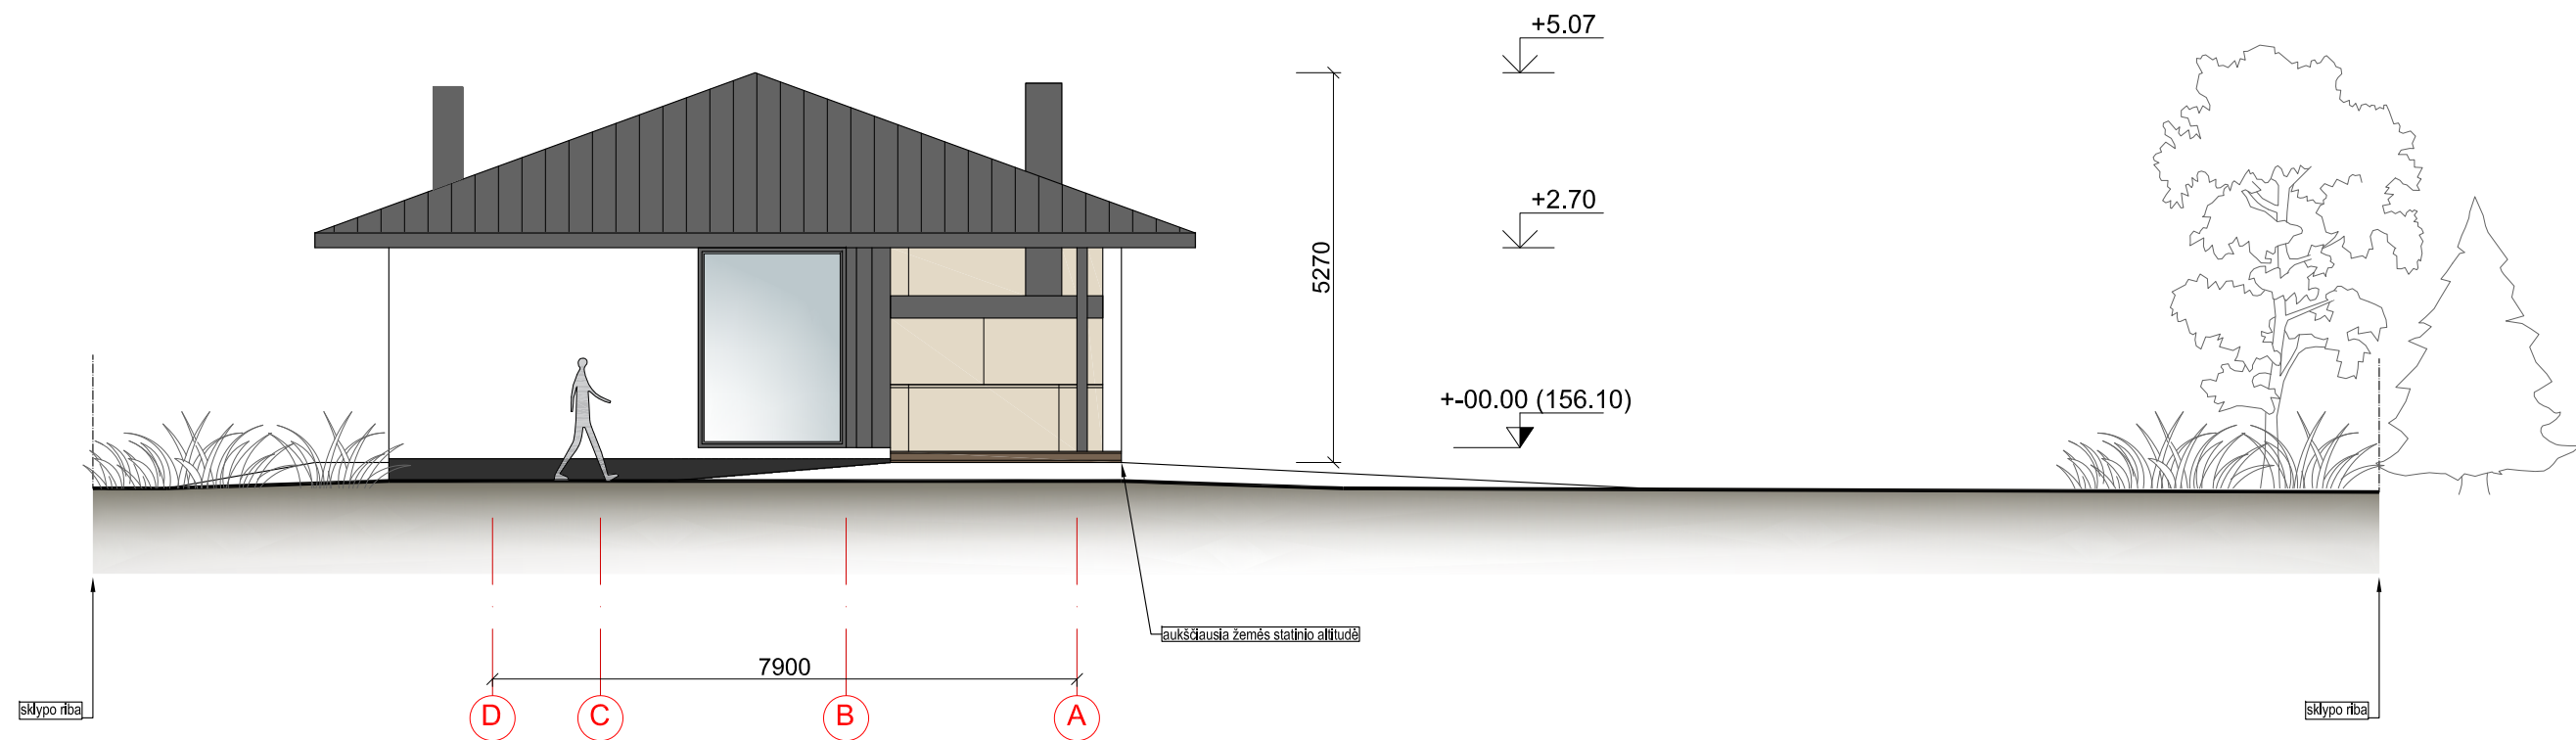 +5.07
+2.70
5270
+-00.00 (156.10)
aukščiausia žemės statinio altitudė
7900
sklypo riba
D
C
B
A
sklypo riba